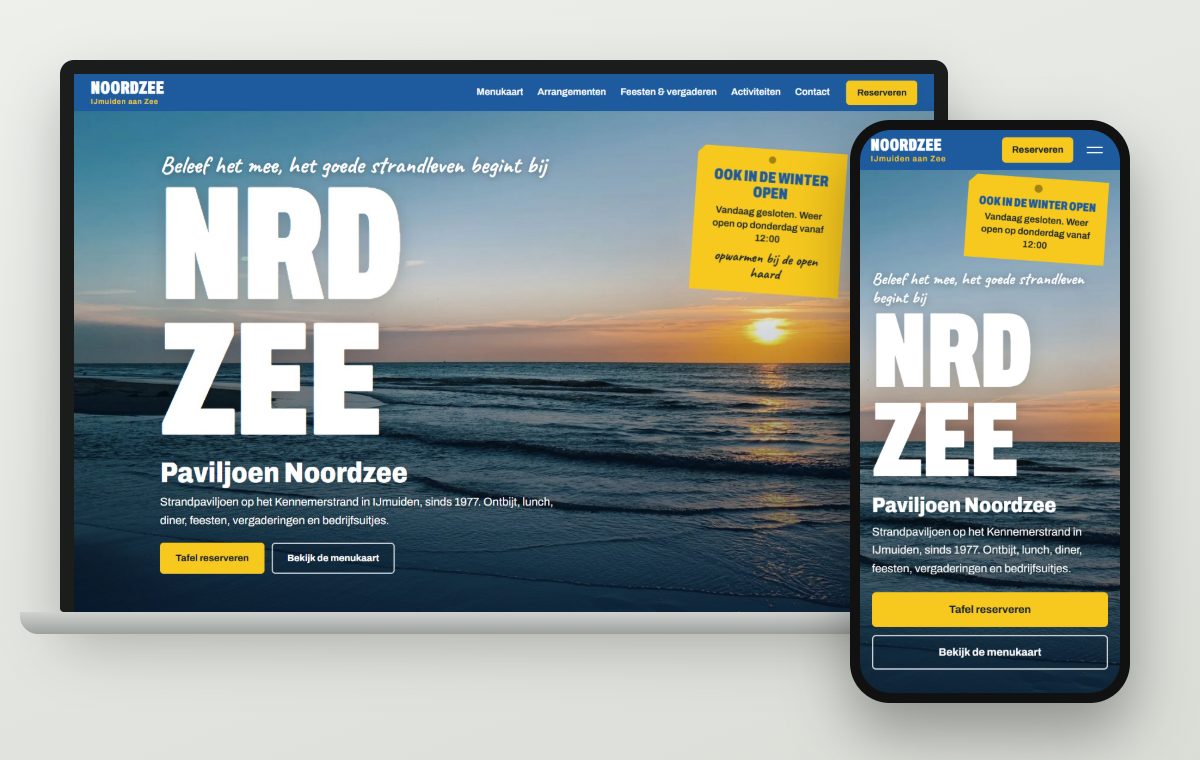 NOORDZEE
IJmuiden aan Zee
Menukaart Arrangementen Feesten & vergaderen Activiteiten Contact Reserveren
Beleef het mee, het goede strandleven begint bij
NRD
ZEE
Paviljoen Noordzee
Strandpaviljoen op het Kennemerstrand in IJmuiden, sinds 1977. Ontbijt, lunch,
diner, feesten, vergaderingen en bedrijfsuitjes.
Tafel reserveren Bekijk de menukaart
OOK IN DE WINTER
OPEN
Vandaag gesloten. Weer
open op donderdag vanaf
12:00
opwarmen bij de open
haard
NOORDZEE
IJmuiden aan Zee
Reserveren
OOK IN DE WINTER OPEN
Vandaag gesloten. Weer
open op donderdag vanaf
12:00
Beleef het mee, het goede strandleven
begint bij
NRD
ZEE
Paviljoen Noordzee
Strandpaviljoen op het Kennemerstrand in
IJmuiden, sinds 1977. Ontbijt, lunch, diner,
feesten, vergaderingen en bedrijfsuitjes.
Tafel reserveren
Bekijk de menukaart